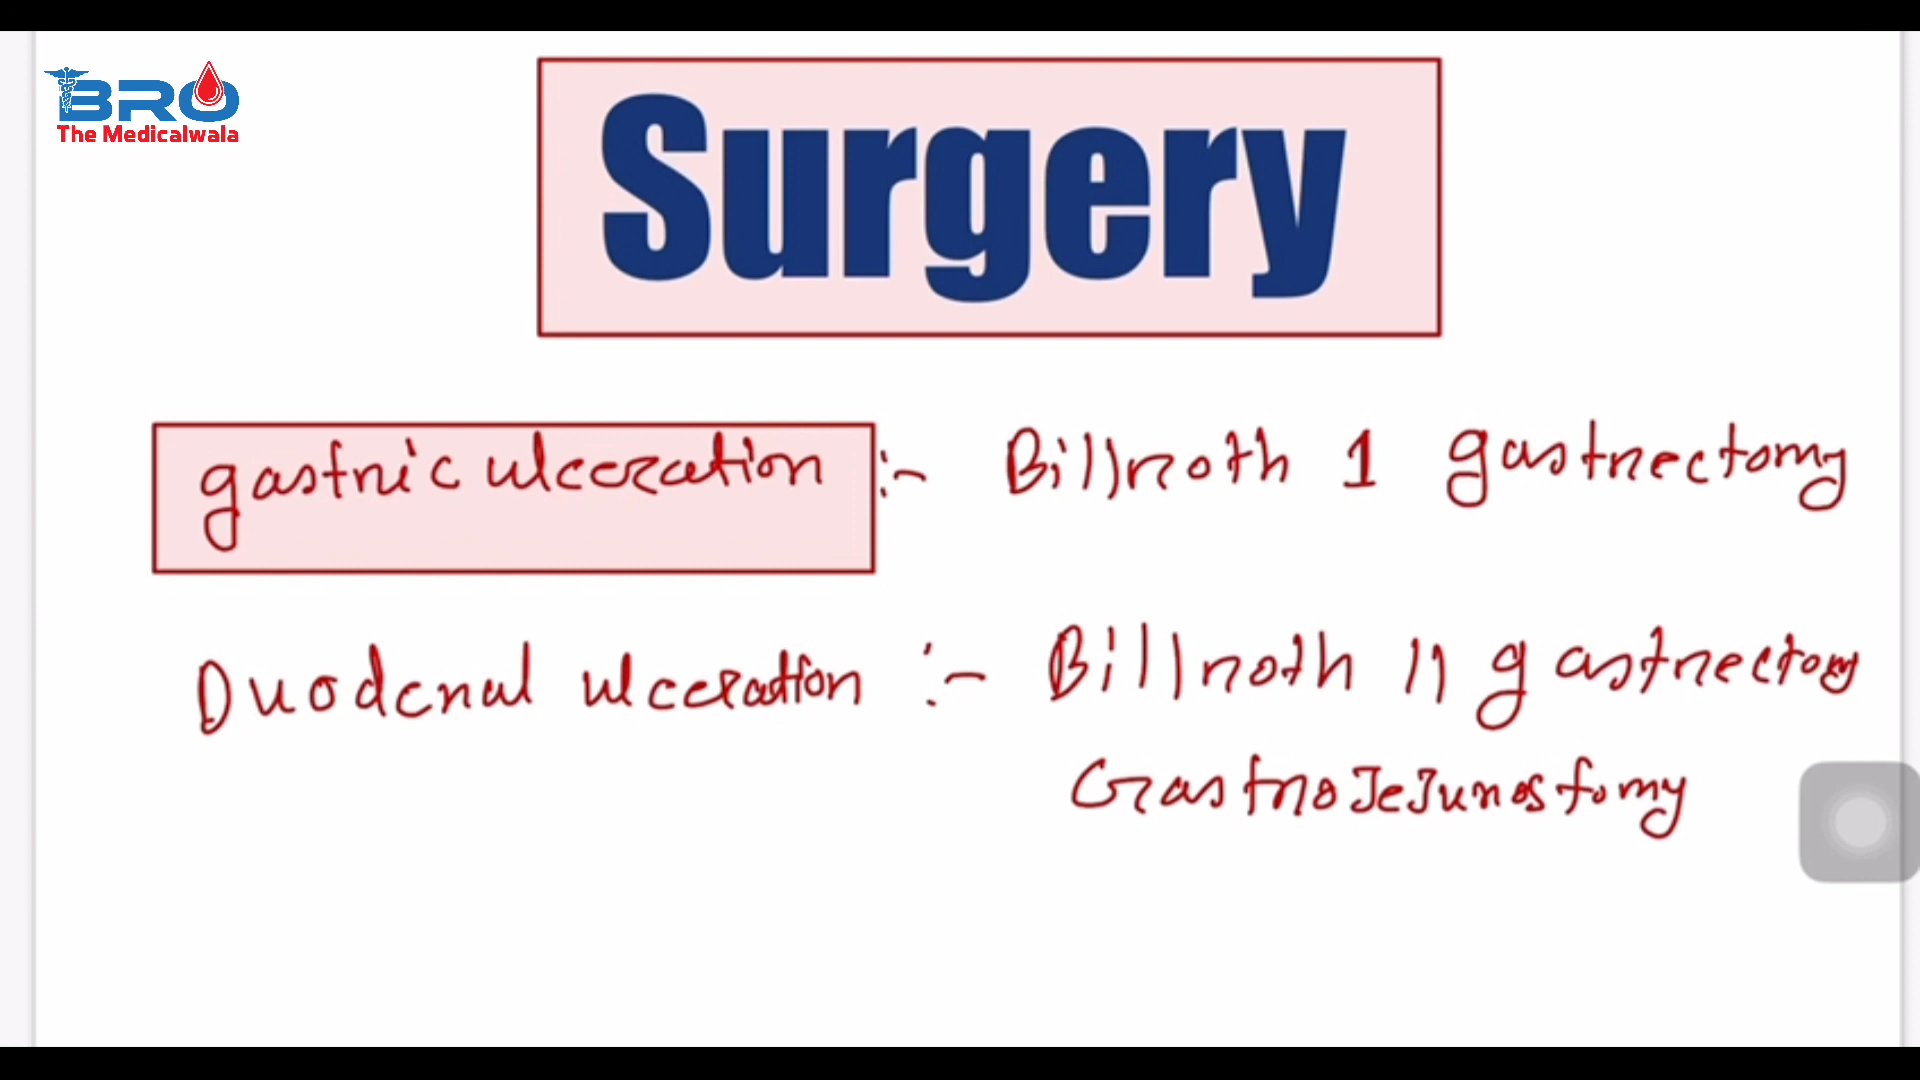 BRO
The Medicalwala
Surgery
gastric ulceration :- Billroth 1 gastrectomy
Duodenal ulceration :- Billroth 11 gastrectomy
GastroJeJunostomy